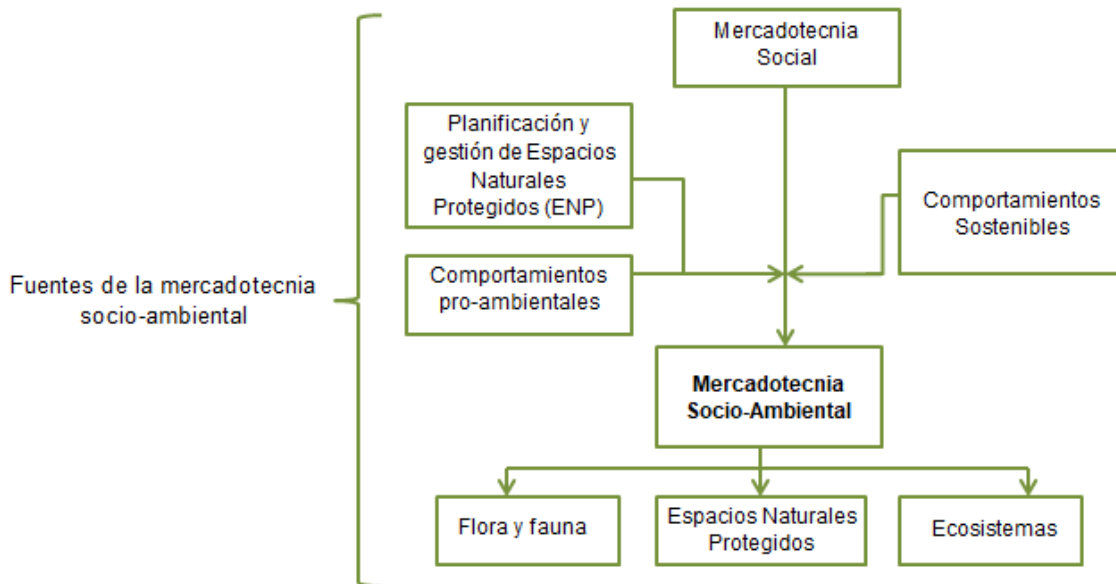 Mercadotecnia
Social
Planificación y
gestión de Espacios
Naturales
Protegidos (ENP)
Comportamientos
Sostenibles
Comportamientos
pro-ambientales
Fuentes de la mercadotecnia
socio-ambiental
Mercadotecnia
Socio-Ambiental
Flora y fauna
Espacios Naturales
Protegidos
Ecosistemas